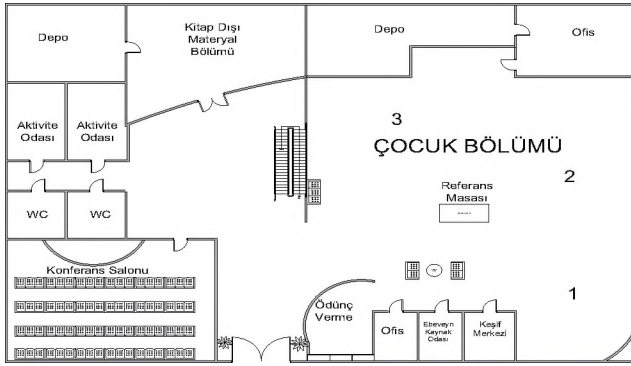 Depo
Kitap Dışı
Materyal
Bölümü
Depo
Ofis
Aktivite
Odası
Aktivite
Odası
3
ÇOCUK BÖLÜMÜ
2
Referans
Masası
WC
WC
Konferans Salonu
1
Ödünç
Verme
Ofis
Ebeveyn
Kaynak
Odası
Keşif
Merkezi